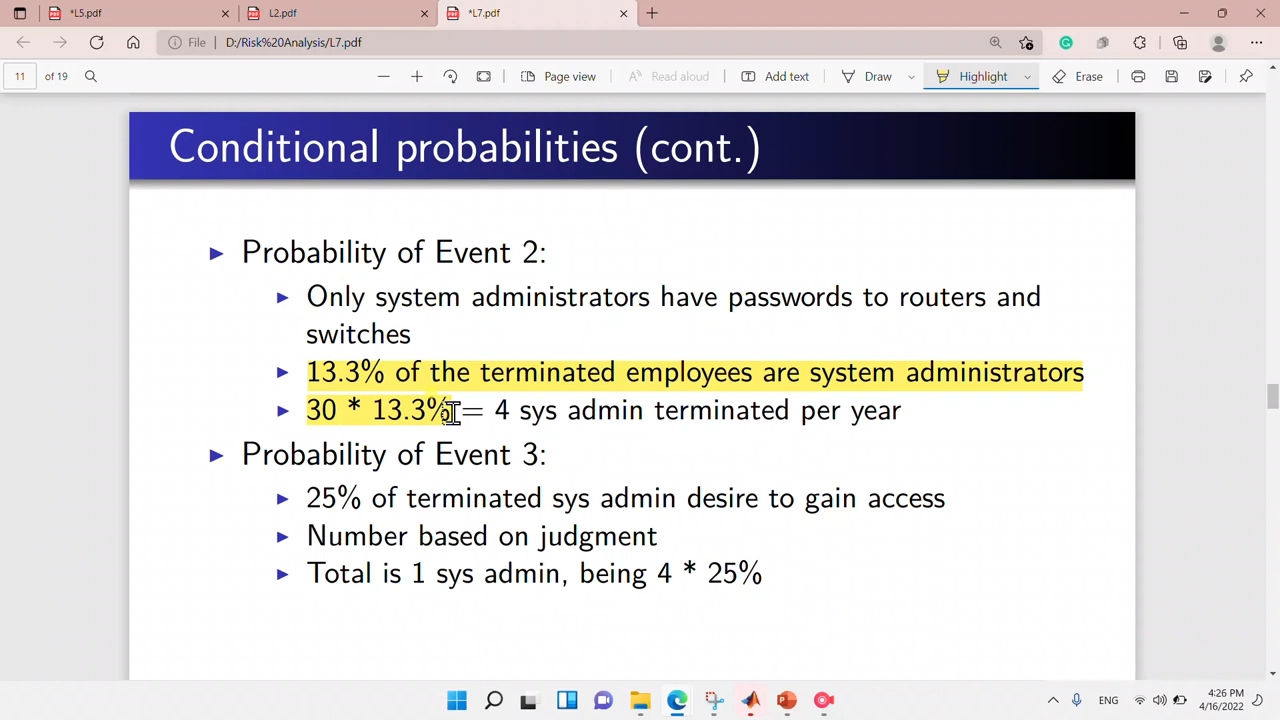 *L5.pdf
L2.pdf
*L7.pdf
File
D:/Risk%20Analysis/L7.pdf
11 of 19
Page view
Read aloud
Add text
Draw
Highlight
Erase
Conditional probabilities (cont.)
Probability of Event 2:
Only system administrators have passwords to routers and
switches
13.3% of the terminated employees are system administrators
30 * 13.3% = 4 sys admin terminated per year
Probability of Event 3:
25% of terminated sys admin desire to gain access
Number based on judgment
Total is 1 sys admin, being 4 * 25%
ENG
4:26 PM
4/16/2022